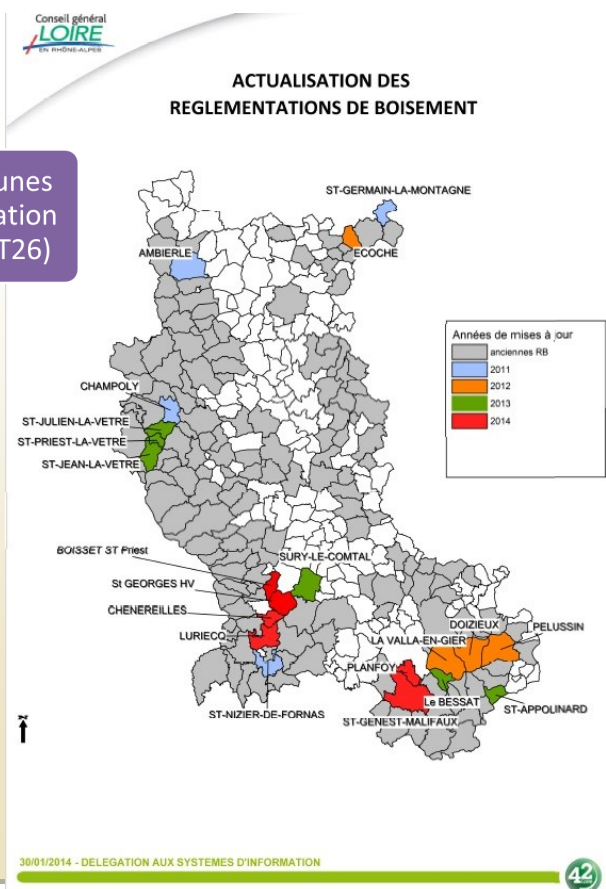 Conseil général
LOIRE
EN RHÔNE-ALPES
ACTUALISATION DES
REGLEMENTATIONS DE BOISEMENT
unes
ation
T26)
ST-GERMAIN-LA-MONTAGNE
AMBIERLE
ECOCHE
Années de mises à jour
anciennes RB
2011
2012
2013
2014
CHAMPOLY
ST-JULIEN-LA-VETRE
ST-PRIEST-LA-VETRE
ST-JEAN-LA-VETRE
BOISSET ST Priest
SURY-LE-COMTAL
St GEORGES HV
CHENEREILLES
LURIECQ
DOIZIEUX
PELUSSIN
LA VALLA-EN-GIER
PLANFOY
Le BESSAT
ST-APPOLINARD
ST-NIZIER-DE-FORNAS
ST-GENEST-MALIFAUX
30/01/2014 - DELEGATION AUX SYSTEMES D'INFORMATION
42